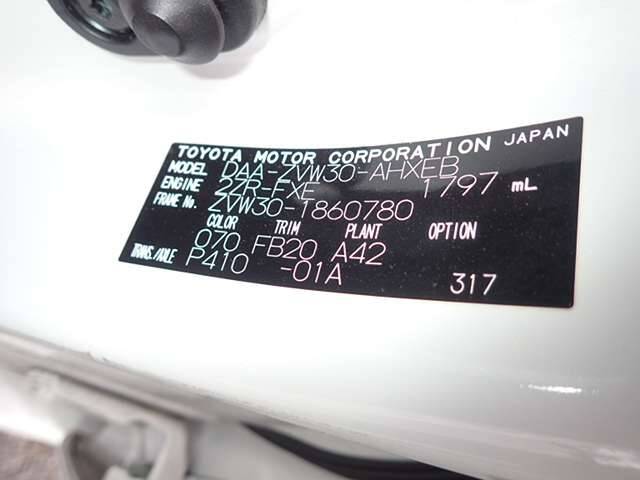 TOYOTA MOTOR CORPORATION JAPAN
MODEL DAA-ZVW30-AHXEB
ENGINE 2ZR-FXE 1797 mL
FRAME No. ZVW30-1860780
COLOR TRIM PLANT OPTION
070 FB20 A42
TRANS./AXLE P410 -01A
317